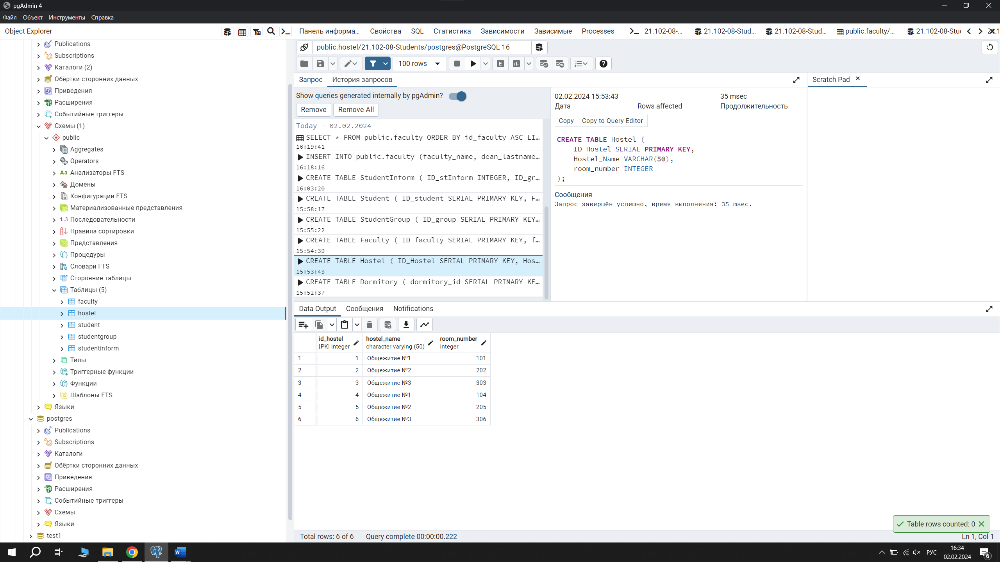 pgAdmin 4
Файл Объект Инструменты Справка
Object Explorer
Панель информа... Свойства SQL Статистика Зависимости Зависимые Processes 21.102-08-... 21.102-08-Stud... 21.102-08-Stud... public.faculty/...
public.hostel/21.102-08-Students/postgres@PostgreSQL 16
100 rows
Запрос История запросов
Scratch Pad
Publications
Subscriptions
Каталоги (2)
Обёртки сторонних данных
Приведения
Расширения
Событийные триггеры
Схемы (1)
public
Aggregates
Operators
Анализаторы FTS
Домены
Конфигурации FTS
Материализованные представления
Последовательности
Правила сортировки
Представления
Процедуры
Словари FTS
Сторонние таблицы
Таблицы (5)
faculty
hostel
student
studentgroup
studentinform
Типы
Триггерные функции
Функции
Шаблоны FTS
Языки
postgres
Publications
Subscriptions
Каталоги
Обёртки сторонних данных
Приведения
Расширения
Событийные триггеры
Схемы
Языки
test1
Show queries generated internally by pgAdmin?
Remove Remove All
Today - 02.02.2024
SELECT * FROM public.faculty ORDER BY id_faculty ASC LI...
16:19:41
INSERT INTO public.faculty (faculty_name, dean_lastname...
16:18:16
CREATE TABLE StudentInform ( ID_stInform INTEGER, ID_gr...
16:03:20
CREATE TABLE Student ( ID_student SERIAL PRIMARY KEY, F...
15:58:17
CREATE TABLE StudentGroup ( ID_group SERIAL PRIMARY KEY...
15:55:22
CREATE TABLE Faculty ( ID_faculty SERIAL PRIMARY KEY, f...
15:54:39
CREATE TABLE Hostel ( ID_Hostel SERIAL PRIMARY KEY, Hos...
15:53:43
CREATE TABLE Dormitory ( dormitory_id SERIAL PRIMARY KE...
15:52:37
02.02.2024 15:53:43 35 msec
Дата Rows affected Продолжительность
Copy Copy to Query Editor
CREATE TABLE Hostel (
ID_Hostel SERIAL PRIMARY KEY,
Hostel_Name VARCHAR(50),
room_number INTEGER
);
Сообщения
Запрос завершён успешно, время выполнения: 35 msec.
Data Output Сообщения Notifications
id_hostel hostel_name room_number
[PK] integer character varying (50) integer
1 1 Общежитие №1 101
2 2 Общежитие №2 202
3 3 Общежитие №3 303
4 4 Общежитие №1 104
5 5 Общежитие №2 205
6 6 Общежитие №3 306
Table rows counted: 0
Total rows: 6 of 6 Query complete 00:00:00.222 Ln 1, Col 1
РУС
16:34
02.02.2024
6